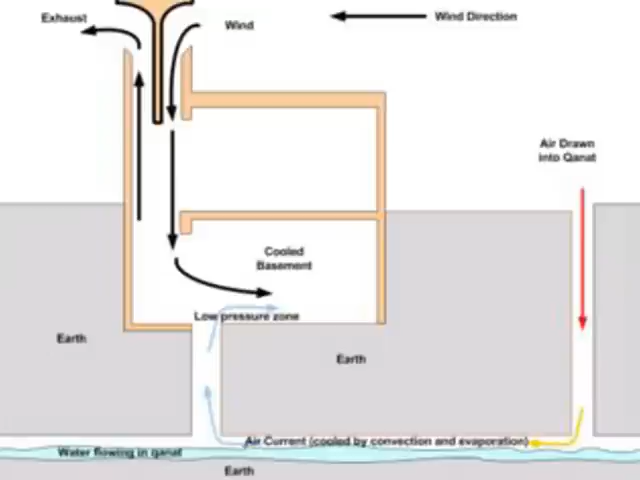 Exhaust
Wind
Wind Direction
Air Drawn
into Qanat
Cooled
Basement
Low pressure zone
Earth
Earth
Air Current (cooled by convection and evaporation)
Water flowing in qanat
Earth